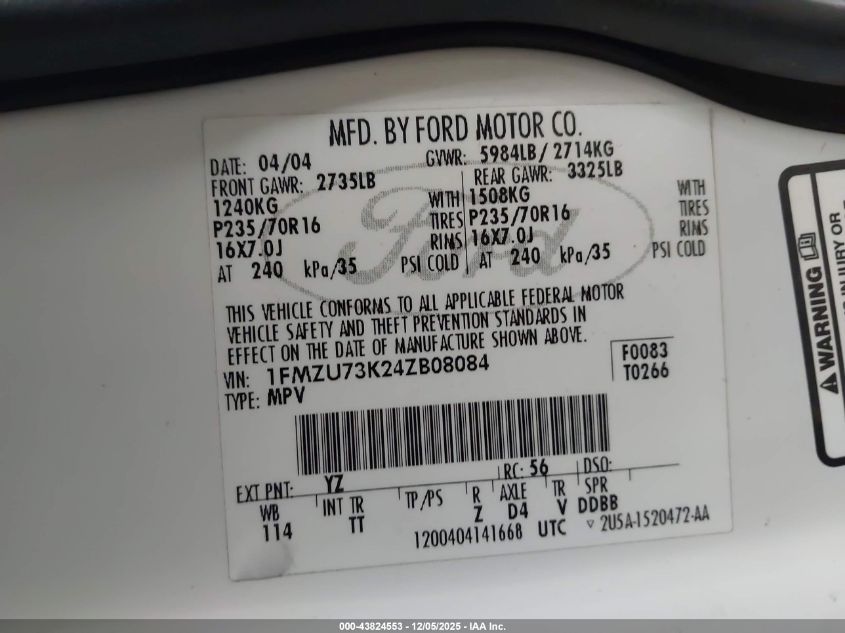 MFD. BY FORD MOTOR CO.
DATE: 04/04 GVWR: 5984LB/ 2714KG
FRONT GAWR: 2735LB REAR GAWR: 3325LB
1240KG WITH 1508KG WITH
P235/70R16 TIRES P235/70R16 TIRES
16X7.0J RIMS 16X7.0J RIMS
AT 240 kPa/35 PSI COLD AT 240 kPa/35 PSI COLD
Ford
THIS VEHICLE CONFORMS TO ALL APPLICABLE FEDERAL MOTOR
VEHICLE SAFETY AND THEFT PREVENTION STANDARDS IN
EFFECT ON THE DATE OF MANUFACTURE SHOWN ABOVE.
VIN: 1FMZU73K24ZB08084 F0083
TYPE: MPV T0266
EXT PNT: YZ RC: 56 DSO:
WB INT TR TP/PS R AXLE TR SPR
114 TT Z D4 V DDBB
1200404141668 UTC ▽ 2U5A-1520472-AA
WARNING
INJURY OR
000-43824553 - 12/05/2025 - IAA Inc.